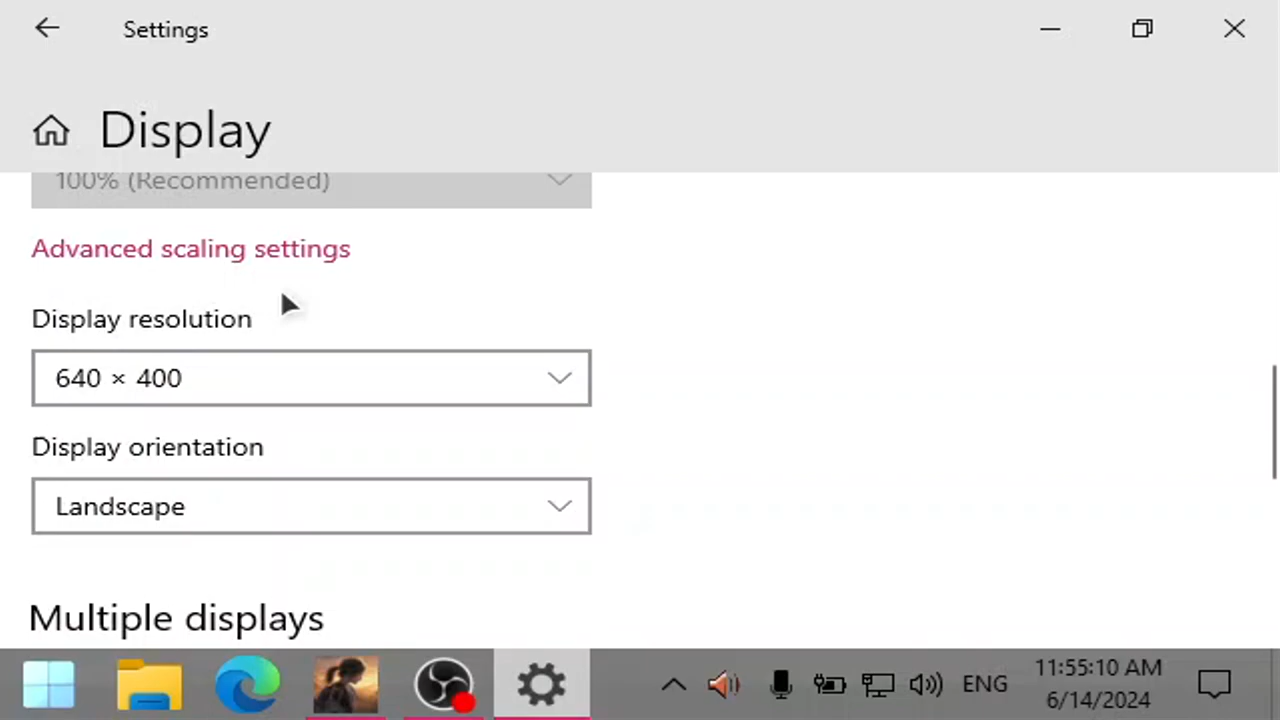 Settings
Display
100% (Recommended)
Advanced scaling settings
Display resolution
640 × 400
Display orientation
Landscape
Multiple displays
ENG
11:55:10 AM
6/14/2024